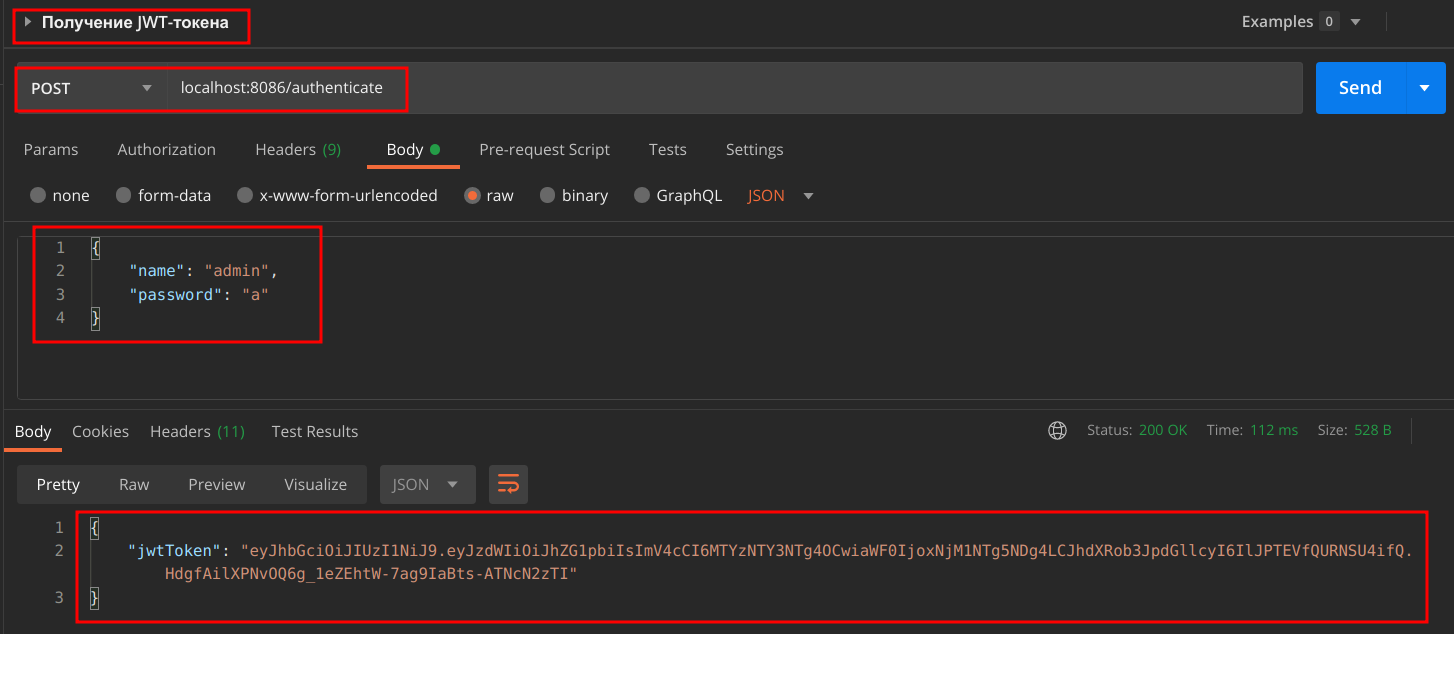 Получение JWT-токена Examples 0
POST localhost:8086/authenticate Send
Params Authorization Headers (9) Body Pre-request Script Tests Settings
none form-data x-www-form-urlencoded raw binary GraphQL JSON
1 {
2 "name": "admin",
3 "password": "a"
4 }
Body Cookies Headers (11) Test Results Status: 200 OK Time: 112 ms Size: 528 B
Pretty Raw Preview Visualize JSON
1 {
2 "jwtToken": "eyJhbGciOiJIUzI1NiJ9.eyJzdWIiOiJhZG1pbiIsImV4cCI6MTYzNTY3NTg4OCwiaWF0IjoxNjM1NTg5NDg4LCJhdXRob3JpdGllcyI6IlJPTEVfQURNSU4ifQ.
HdgfAilXPNvOQ6g_1eZEhtW-7ag9IaBts-ATNcN2zTI"
3 }